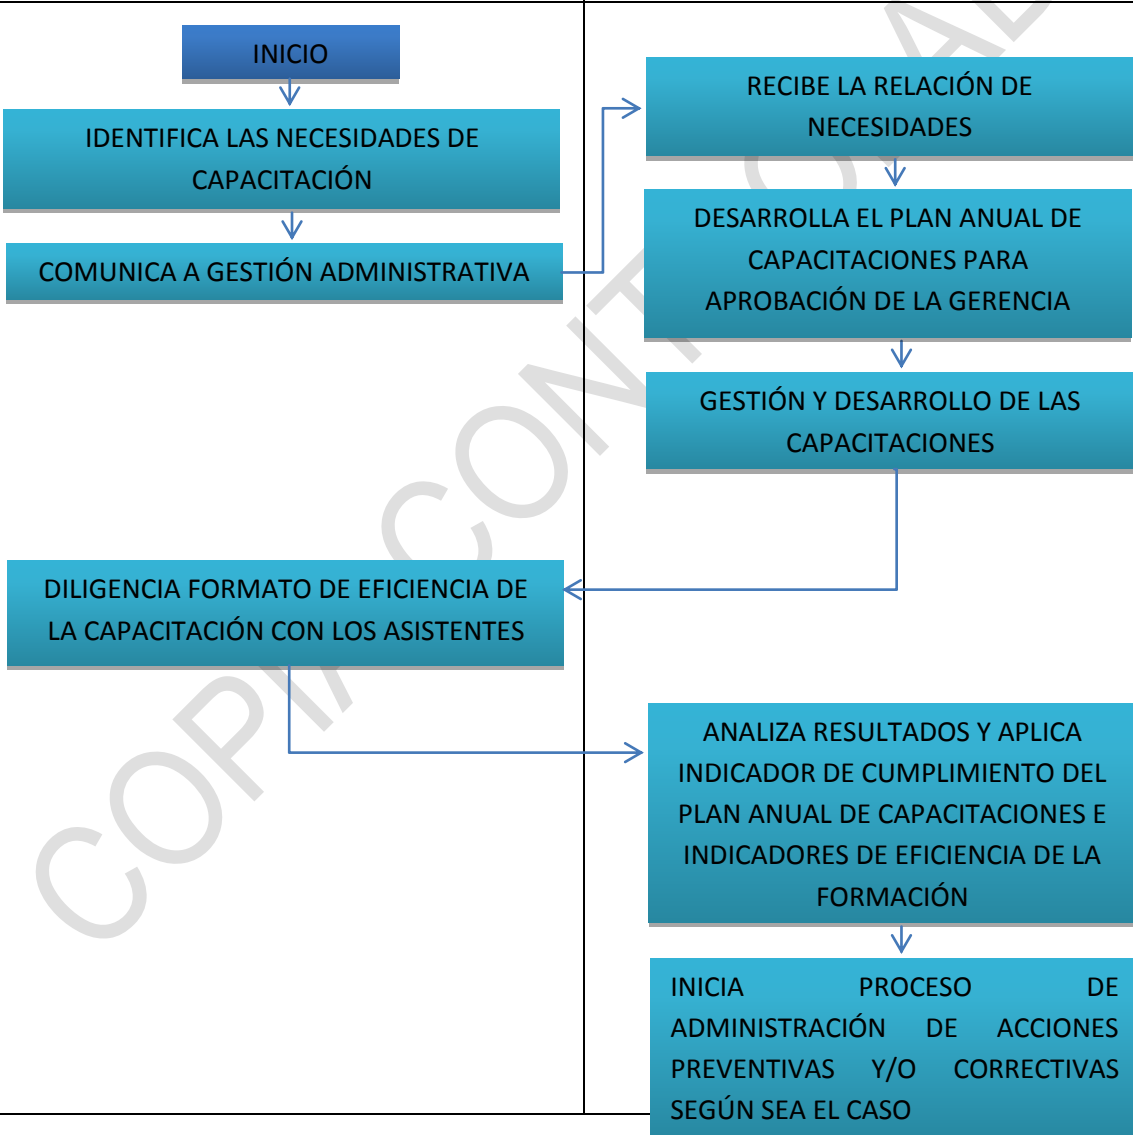 INICIO
IDENTIFICA LAS NECESIDADES DE
CAPACITACIÓN
COMUNICA A GESTIÓN ADMINISTRATIVA
RECIBE LA RELACIÓN DE
NECESIDADES
DESARROLLA EL PLAN ANUAL DE
CAPACITACIONES PARA
APROBACIÓN DE LA GERENCIA
GESTIÓN Y DESARROLLO DE LAS
CAPACITACIONES
DILIGENCIA FORMATO DE EFICIENCIA DE
LA CAPACITACIÓN CON LOS ASISTENTES
ANALIZA RESULTADOS Y APLICA
INDICADOR DE CUMPLIMIENTO DEL
PLAN ANUAL DE CAPACITACIONES E
INDICADORES DE EFICIENCIA DE LA
FORMACIÓN
INICIA PROCESO DE
ADMINISTRACIÓN DE ACCIONES
PREVENTIVAS Y/O CORRECTIVAS
SEGÚN SEA EL CASO
COPIA